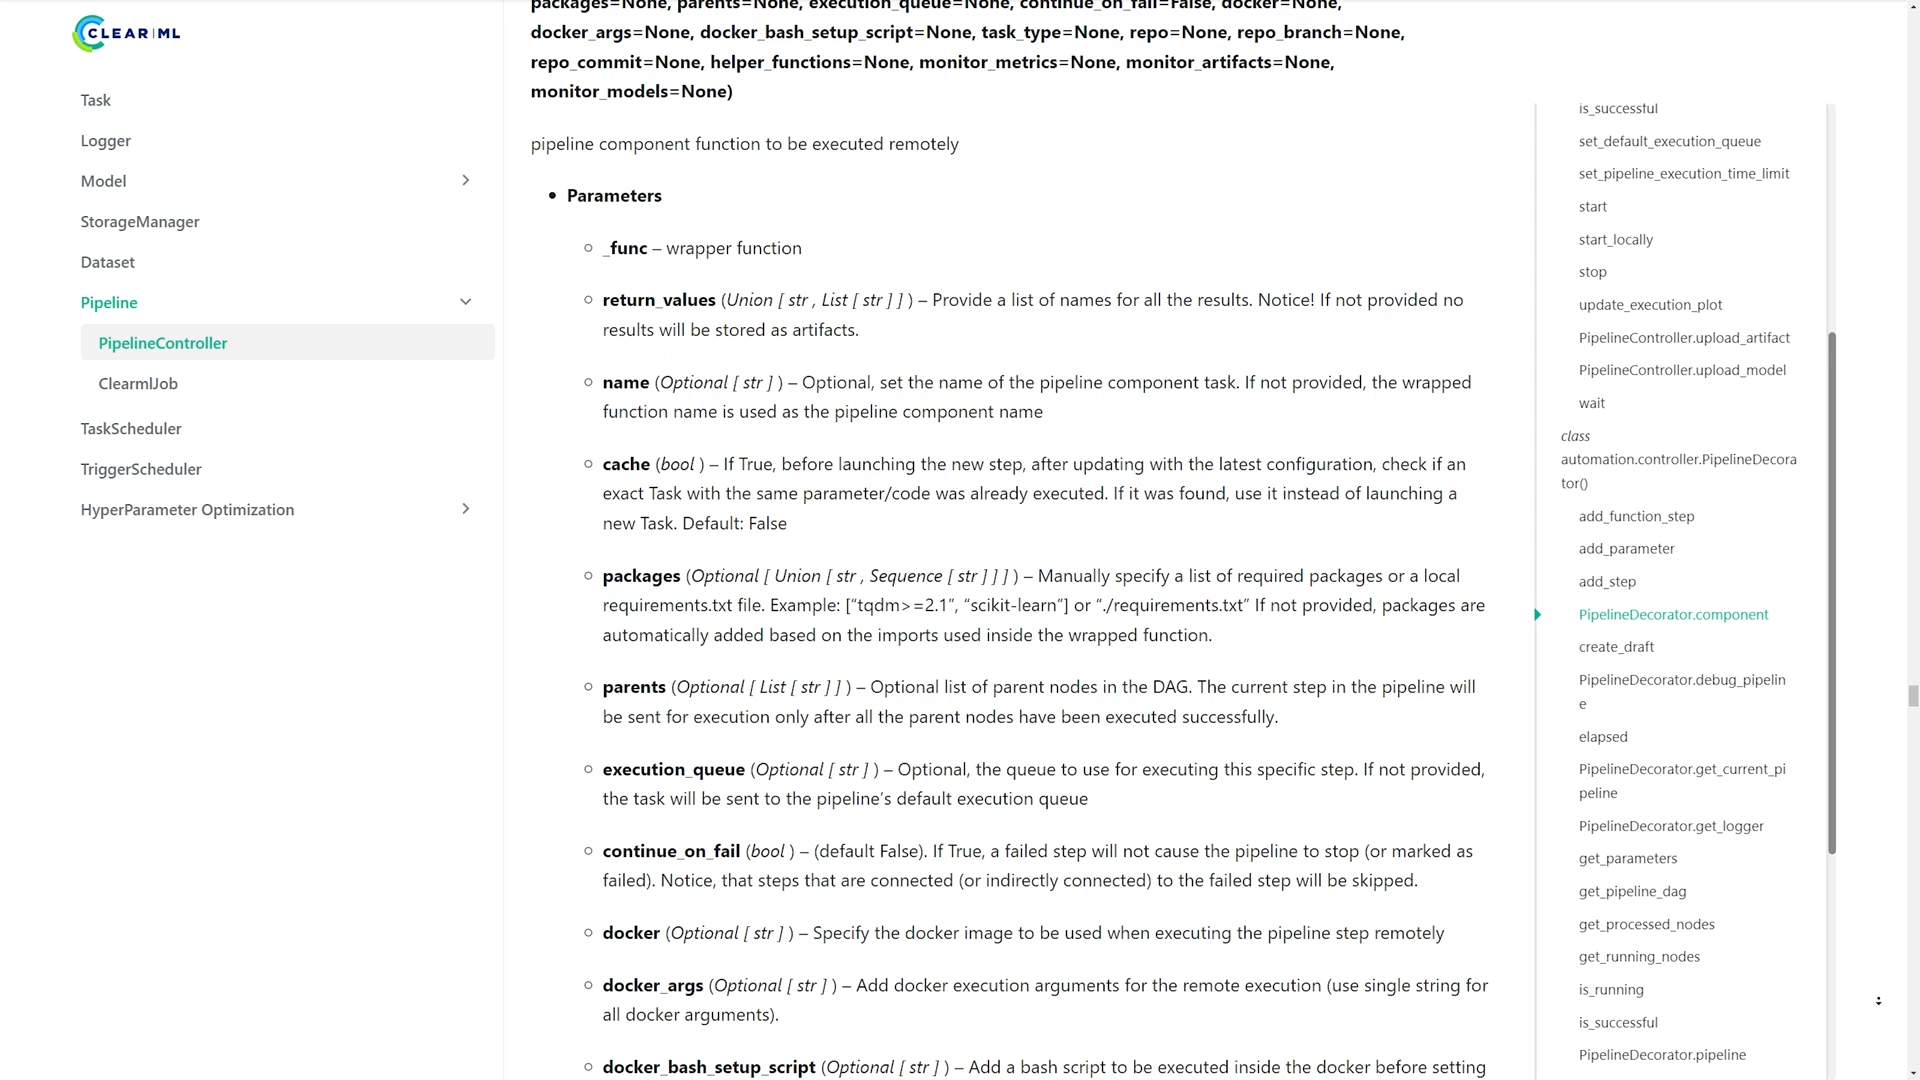 CLEAR|ML
Task
Logger
Model
StorageManager
Dataset
Pipeline
PipelineController
ClearmlJob
TaskScheduler
TriggerScheduler
HyperParameter Optimization
packages=None, parents=None, execution_queue=None, continue_on_fail=False, docker=None,
docker_args=None, docker_bash_setup_script=None, task_type=None, repo=None, repo_branch=None,
repo_commit=None, helper_functions=None, monitor_metrics=None, monitor_artifacts=None,
monitor_models=None)
pipeline component function to be executed remotely
Parameters
_func – wrapper function
return_values (Union [ str , List [ str ] ] ) – Provide a list of names for all the results. Notice! If not provided no
results will be stored as artifacts.
name (Optional [ str ] ) – Optional, set the name of the pipeline component task. If not provided, the wrapped
function name is used as the pipeline component name
cache (bool ) – If True, before launching the new step, after updating with the latest configuration, check if an
exact Task with the same parameter/code was already executed. If it was found, use it instead of launching a
new Task. Default: False
packages (Optional [ Union [ str , Sequence [ str ] ] ] ) – Manually specify a list of required packages or a local
requirements.txt file. Example: [“tqdm>=2.1”, “scikit-learn”] or “./requirements.txt” If not provided, packages are
automatically added based on the imports used inside the wrapped function.
parents (Optional [ List [ str ] ] ) – Optional list of parent nodes in the DAG. The current step in the pipeline will
be sent for execution only after all the parent nodes have been executed successfully.
execution_queue (Optional [ str ] ) – Optional, the queue to use for executing this specific step. If not provided,
the task will be sent to the pipeline’s default execution queue
continue_on_fail (bool ) – (default False). If True, a failed step will not cause the pipeline to stop (or marked as
failed). Notice, that steps that are connected (or indirectly connected) to the failed step will be skipped.
docker (Optional [ str ] ) – Specify the docker image to be used when executing the pipeline step remotely
docker_args (Optional [ str ] ) – Add docker execution arguments for the remote execution (use single string for
all docker arguments).
docker_bash_setup_script (Optional [ str ] ) – Add a bash script to be executed inside the docker before setting
is_successful
set_default_execution_queue
set_pipeline_execution_time_limit
start
start_locally
stop
update_execution_plot
PipelineController.upload_artifact
PipelineController.upload_model
wait
class
automation.controller.PipelineDecora
tor()
add_function_step
add_parameter
add_step
PipelineDecorator.component
create_draft
PipelineDecorator.debug_pipelin
e
elapsed
PipelineDecorator.get_current_pi
peline
PipelineDecorator.get_logger
get_parameters
get_pipeline_dag
get_processed_nodes
get_running_nodes
is_running
is_successful
PipelineDecorator.pipeline